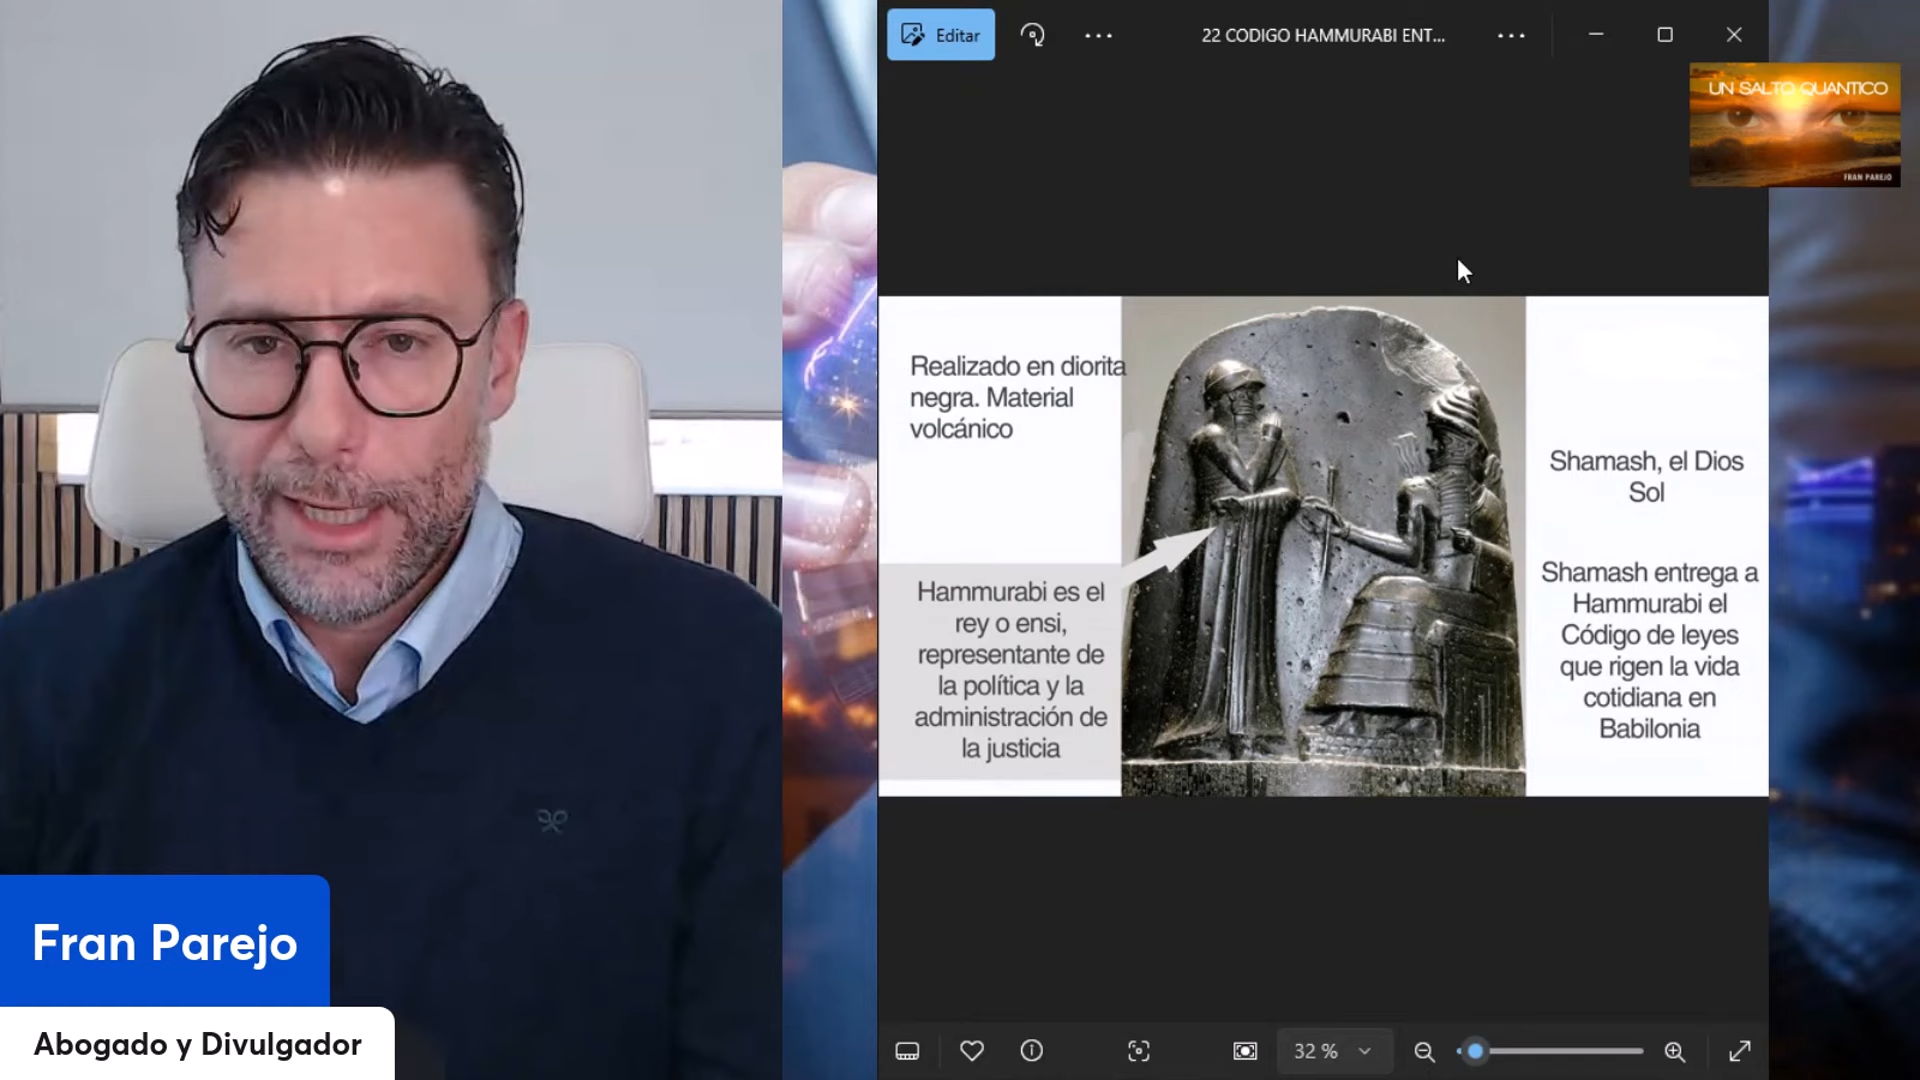 Editar
22 CODIGO HAMMURABI ENT...
UN SALTO QUANTICO
FRAN PAREJO
Realizado en diorita
negra. Material
volcánico
Hammurabi es el
rey o ensi,
representante de
la política y la
administración de
la justicia
Shamash, el Dios
Sol
Shamash entrega a
Hammurabi el
Código de leyes
que rigen la vida
cotidiana en
Babilonia
Fran Parejo
Abogado y Divulgador
32 %